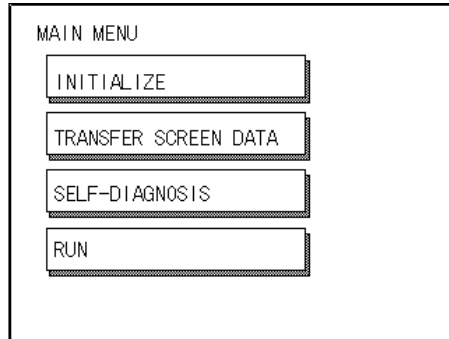 MAIN MENU
INITIALIZE
TRANSFER SCREEN DATA
SELF-DIAGNOSIS
RUN